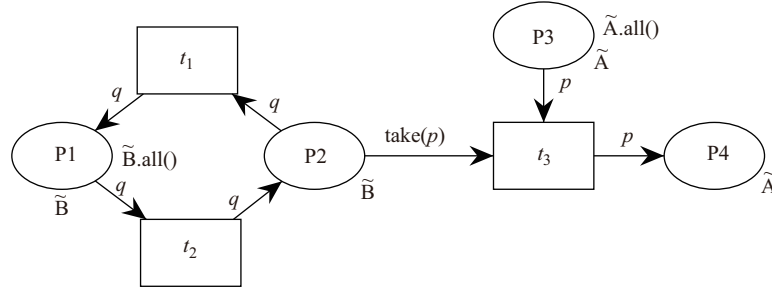 Ã.all()
P3
t₁
Ã
q
q
p
P1
B̃.all()
P2
take(p)
t₃
p
P4
B̃
q
q
B̃
Ã
t₂